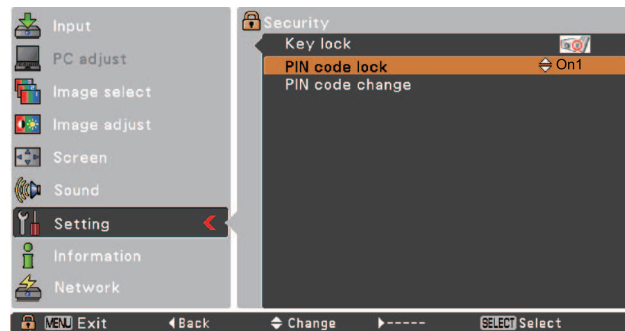 Input
PC adjust
Image select
Image adjust
Screen
Sound
Setting
Information
Network
Security
Key lock
PIN code lock On1
PIN code change
MENU Exit Back Change ----- SELECT Select